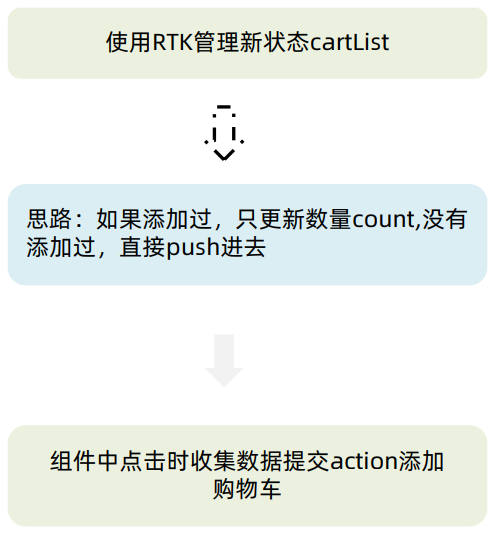 使用RTK管理新状态cartList
思路：如果添加过，只更新数量count,没有
添加过，直接push进去
组件中点击时收集数据提交action添加
购物车